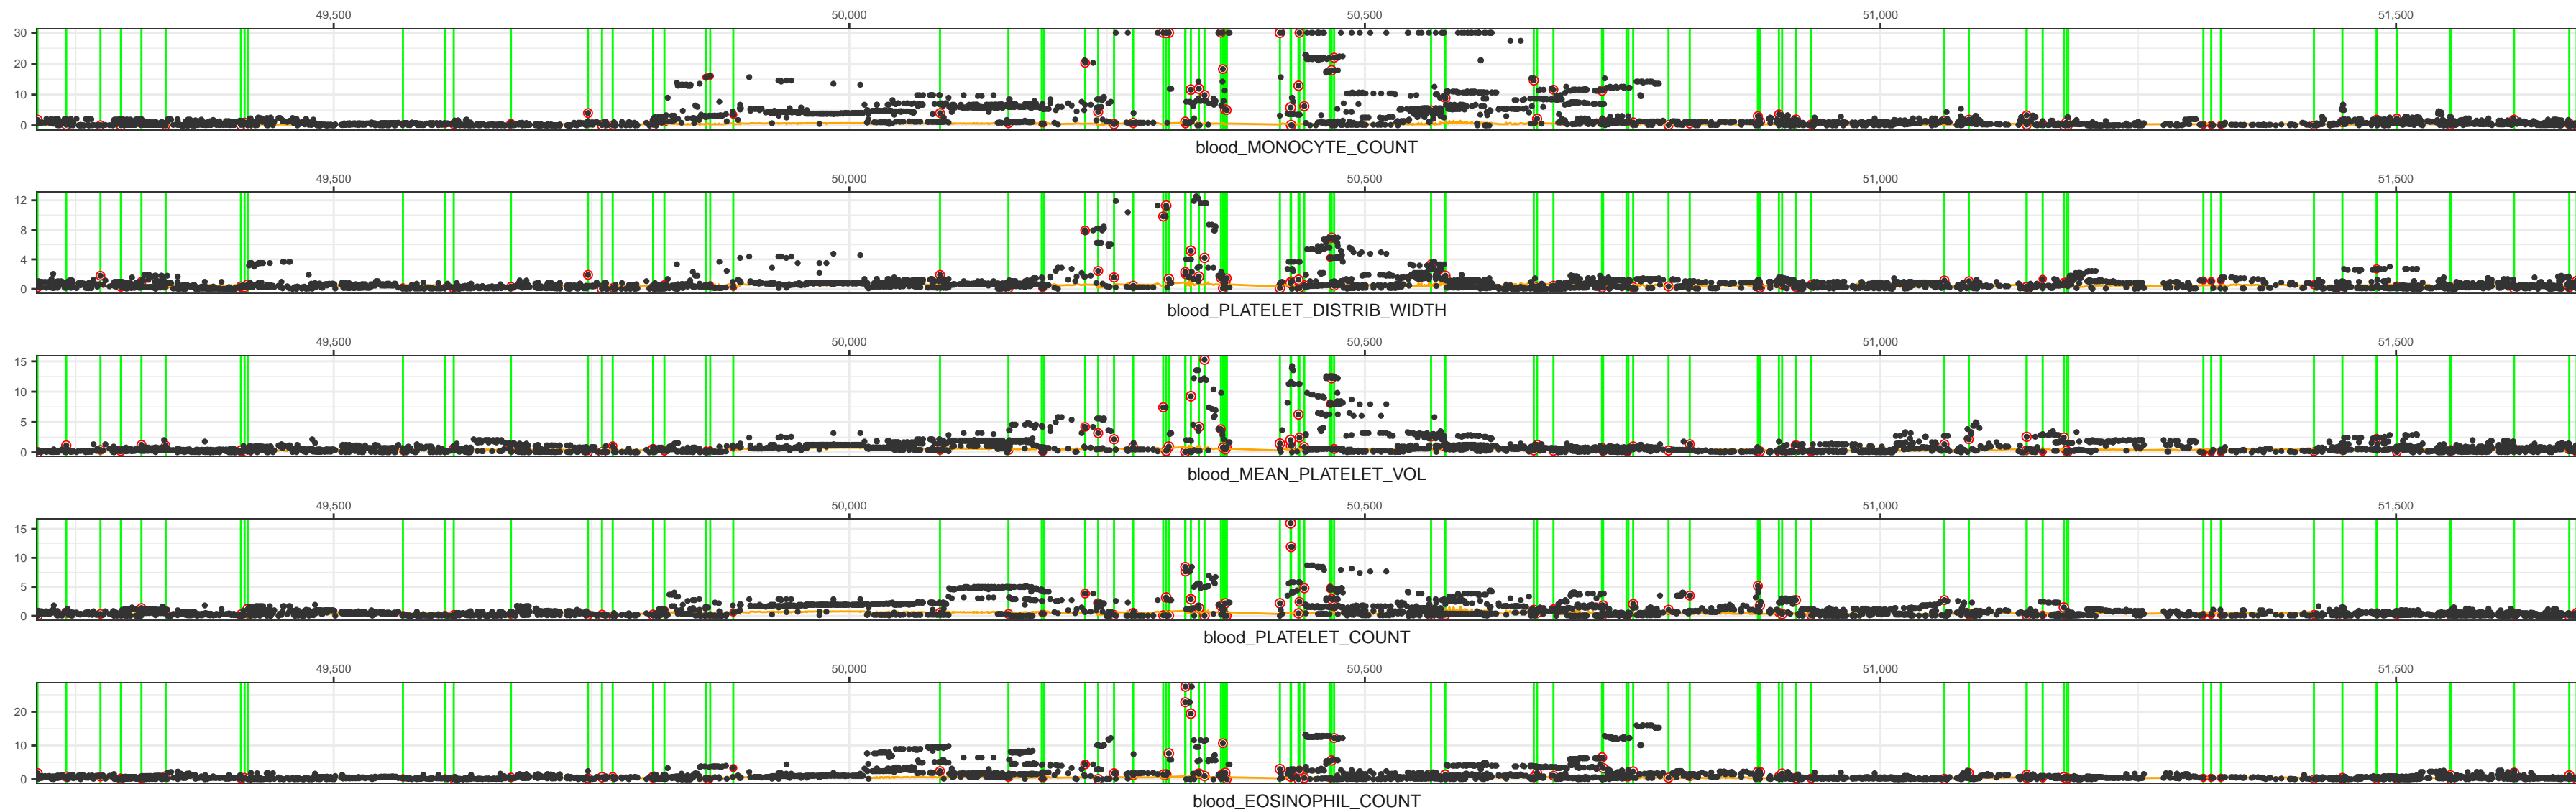 49,500 50,000 50,500 51,000 51,500
30
20
10
0
blood_MONOCYTE_COUNT
49,500 50,000 50,500 51,000 51,500
12
8
4
0
blood_PLATELET_DISTRIB_WIDTH
49,500 50,000 50,500 51,000 51,500
15
10
5
0
blood_MEAN_PLATELET_VOL
49,500 50,000 50,500 51,000 51,500
15
10
5
0
blood_PLATELET_COUNT
49,500 50,000 50,500 51,000 51,500
20
10
0
blood_EOSINOPHIL_COUNT